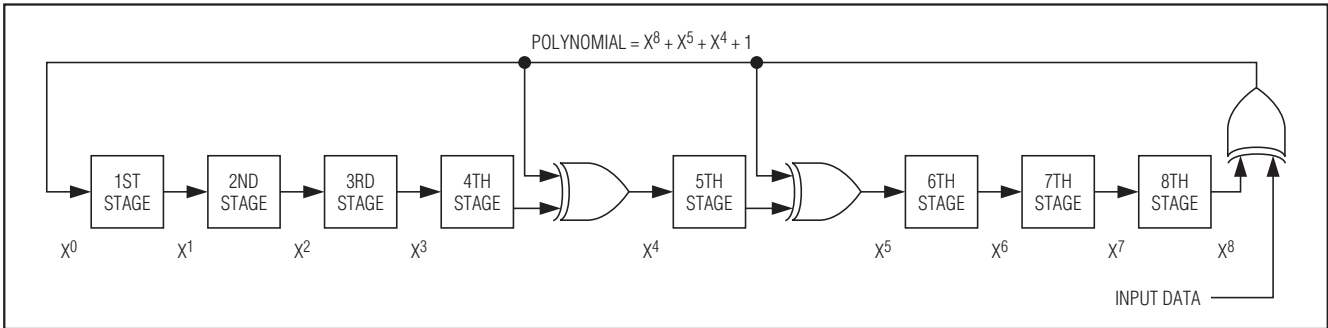 POLYNOMIAL = X⁸ + X⁵ + X⁴ + 1
1ST
STAGE
2ND
STAGE
3RD
STAGE
4TH
STAGE
5TH
STAGE
6TH
STAGE
7TH
STAGE
8TH
STAGE
X⁰
X¹
X²
X³
X⁴
X⁵
X⁶
X⁷
X⁸
INPUT DATA